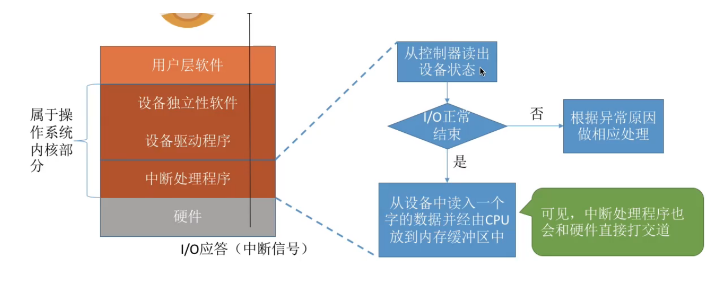 用户层软件
设备独立性软件
设备驱动程序
中断处理程序
硬件
属于操
作系统
内核部
分
I/O应答（中断信号）
从控制器读出
设备状态
I/O正常
结束
否
根据异常原因
做相应处理
是
从设备中读入一个
字的数据并经由CPU
放到内存缓冲区中
可见，中断处理程序也
会和硬件直接打交道